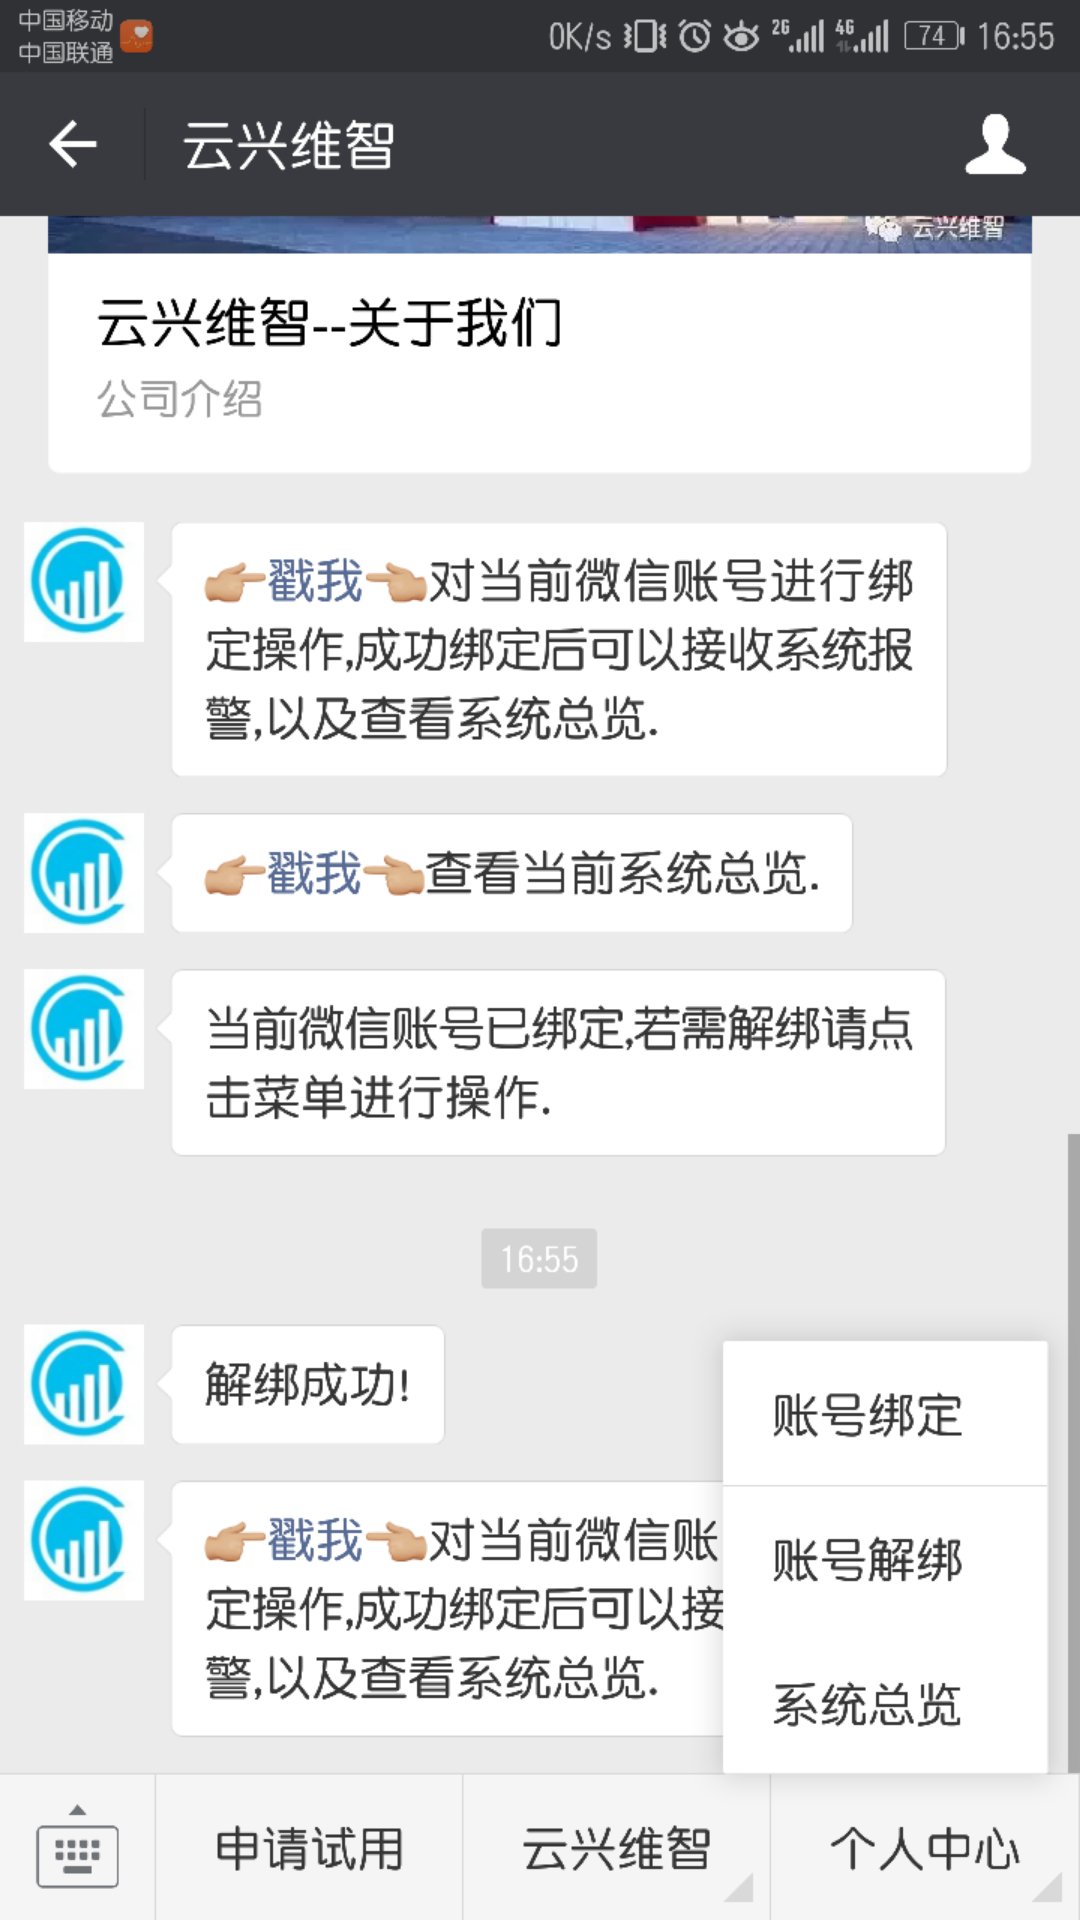 中国移动
中国联通
0K/s 2G 4G 74 16:55
云兴维智
云兴维智
云兴维智--关于我们
公司介绍
👉戳我👈对当前微信账号进行绑
定操作,成功绑定后可以接收系统报
警,以及查看系统总览.
👉戳我👈查看当前系统总览.
当前微信账号已绑定,若需解绑请点
击菜单进行操作.
16:55
解绑成功!
👉戳我👈对当前微信账
定操作,成功绑定后可以接
警,以及查看系统总览.
账号绑定
账号解绑
系统总览
申请试用
云兴维智
个人中心